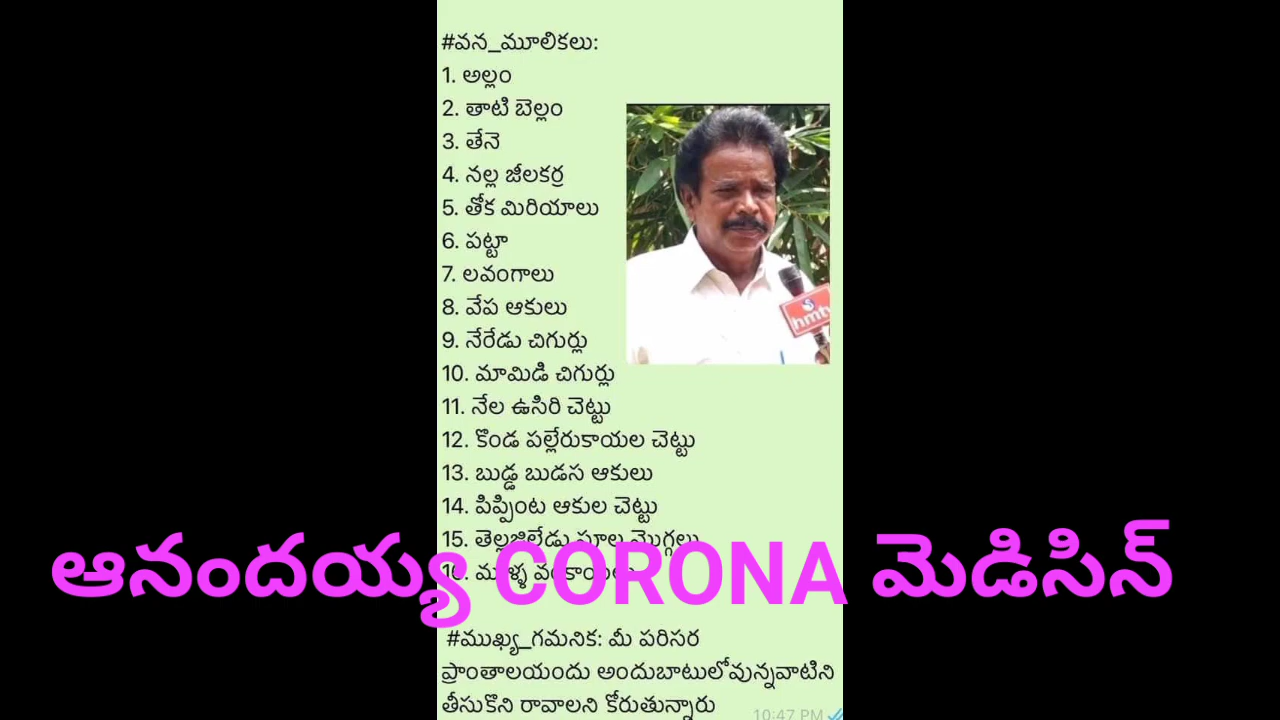 #వన_మూలికలు:
1. అల్లం
2. తాటి బెల్లం
3. తేనె
4. నల్ల జీలకర్ర
5. తోక మిరియాలు
6. పట్టా
7. లవంగాలు
8. వేప ఆకులు
9. నేరేడు చిగుర్లు
10. మామిడి చిగుర్లు
11. నేల ఉసిరి చెట్టు
12. కొండ పల్లేరుకాయల చెట్టు
13. బుడ్డ బుడస ఆకులు
14. పిప్పింట ఆకుల చెట్టు
15. తెల్లజిల్లేడు పూల మొగ్గలు
16.
ఆనందయ్య CORONA మెడిసిన్
#ముఖ్య_గమనిక: మీ పరిసర
ప్రాంతాలయందు అందుబాటులోవున్నవాటిని
తీసుకొని రావాలని కోరుతున్నారు
10:47 PM
hmtv